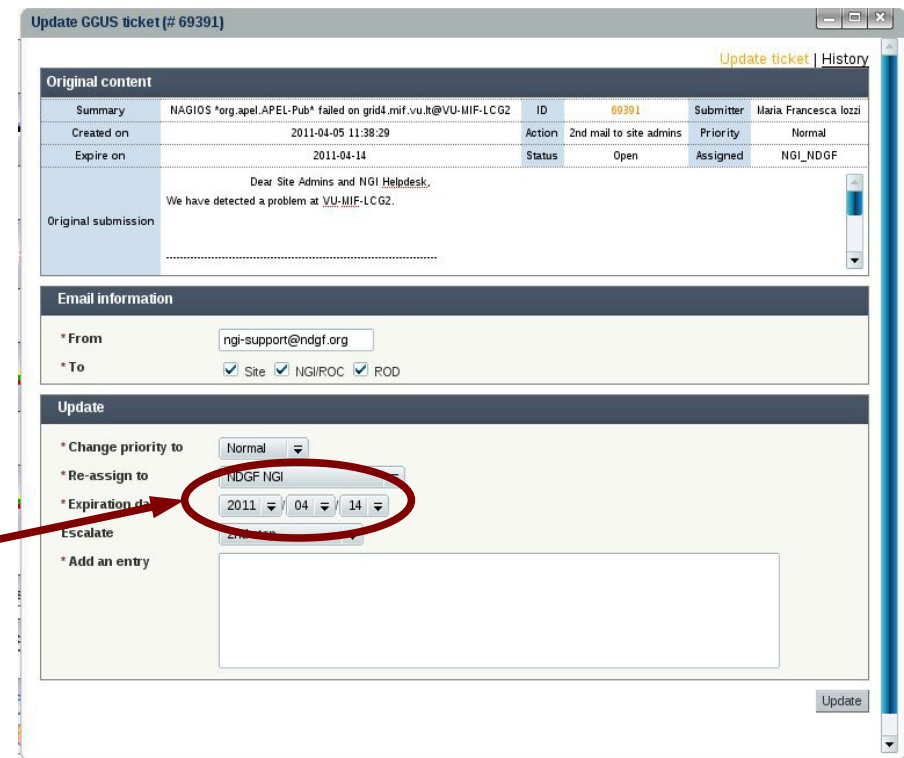 Update GGUS ticket (# 69391)
Update ticket | History
Original content
Summary NAGIOS *org.apel.APEL-Pub* failed on grid4.mif.vu.lt@VU-MIF-LCG2 ID 69391 Submitter Maria Francesca Iozzi
Created on 2011-04-05 11:38:29 Action 2nd mail to site admins Priority Normal
Expire on 2011-04-14 Status Open Assigned NGI_NDGF
Original submission
Dear Site Admins and NGI Helpdesk,
We have detected a problem at VU-MIF-LCG2.
----------------------------------------------------------------
Email information
* From ngi-support@ndgf.org
* To Site NGI/ROC ROD
Update
* Change priority to Normal
* Re-assign to NDGF NGI
* Expiration 2011 / 04 / 14
Escalate
* Add an entry
Update